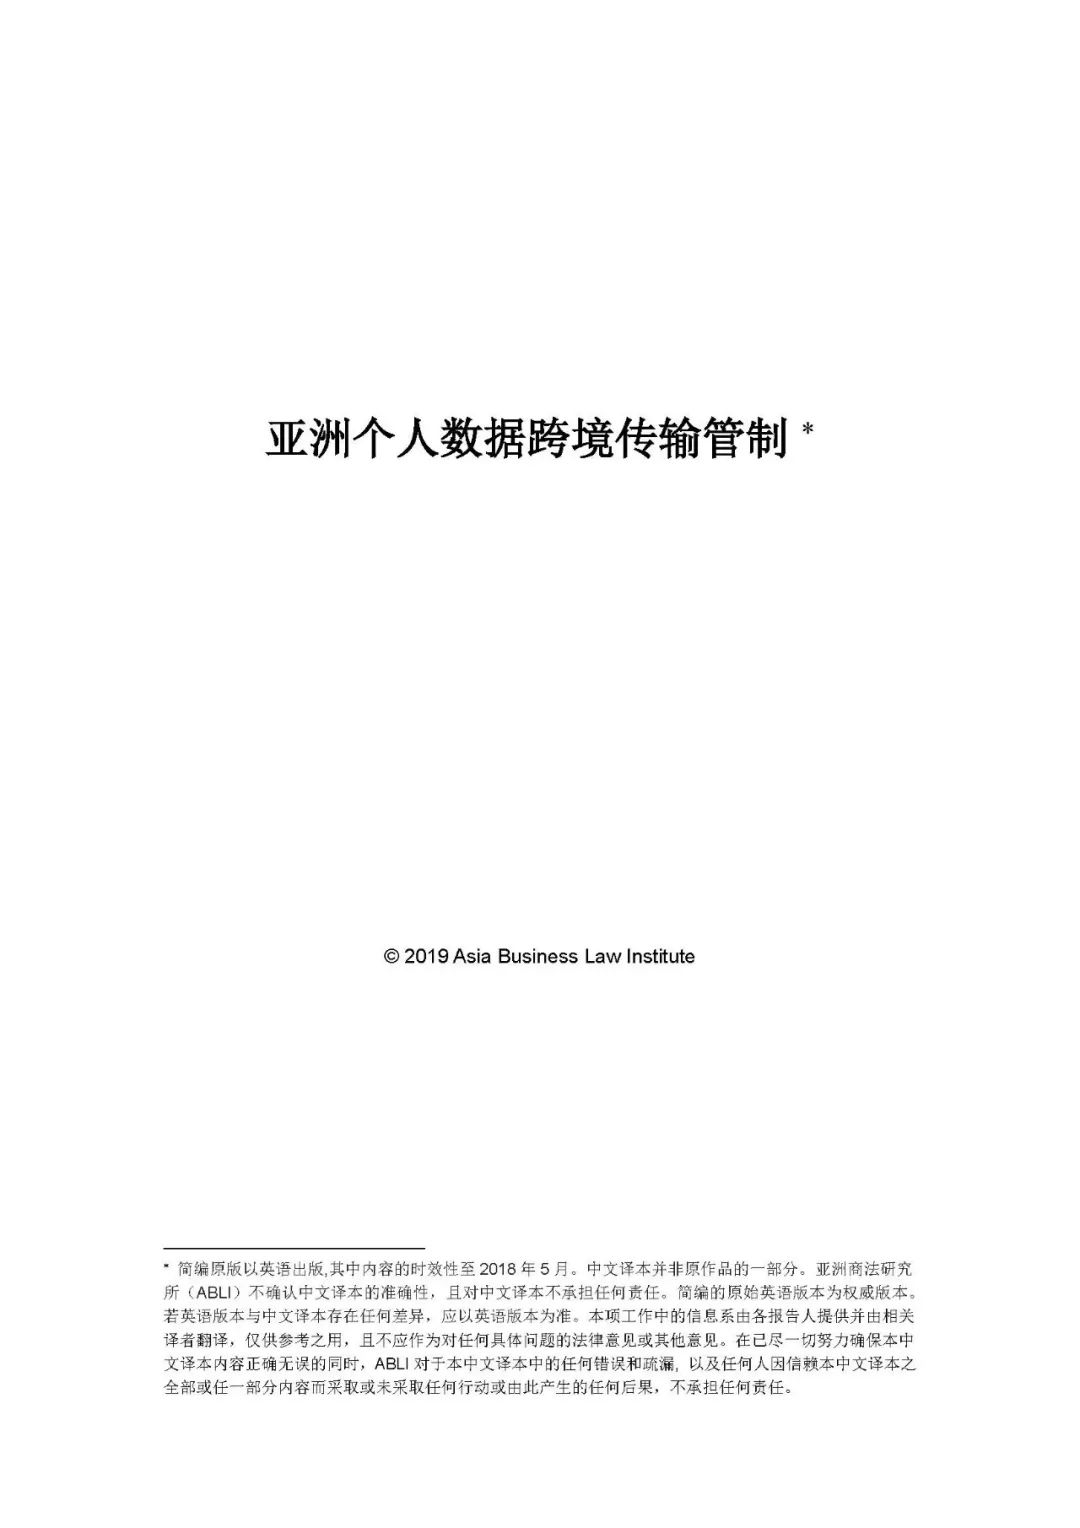 亚洲个人数据跨境传输管制 *
© 2019 Asia Business Law Institute
* 简编原版以英语出版,其中内容的时效性至 2018 年 5 月。中文译本并非原作品的一部分。亚洲商法研究
所（ABLI）不确认中文译本的准确性，且对中文译本不承担任何责任。简编的原始英语版本为权威版本。
若英语版本与中文译本存在任何差异，应以英语版本为准。本项工作中的信息系由各报告人提供并由相关
译者翻译，仅供参考之用，且不应作为对任何具体问题的法律意见或其他意见。在已尽一切努力确保本中
文译本内容正确无误的同时，ABLI 对于本中文译本中的任何错误和疏漏, 以及任何人因信赖本中文译本之
全部或任一部分内容而采取或未采取任何行动或由此产生的任何后果，不承担任何责任。